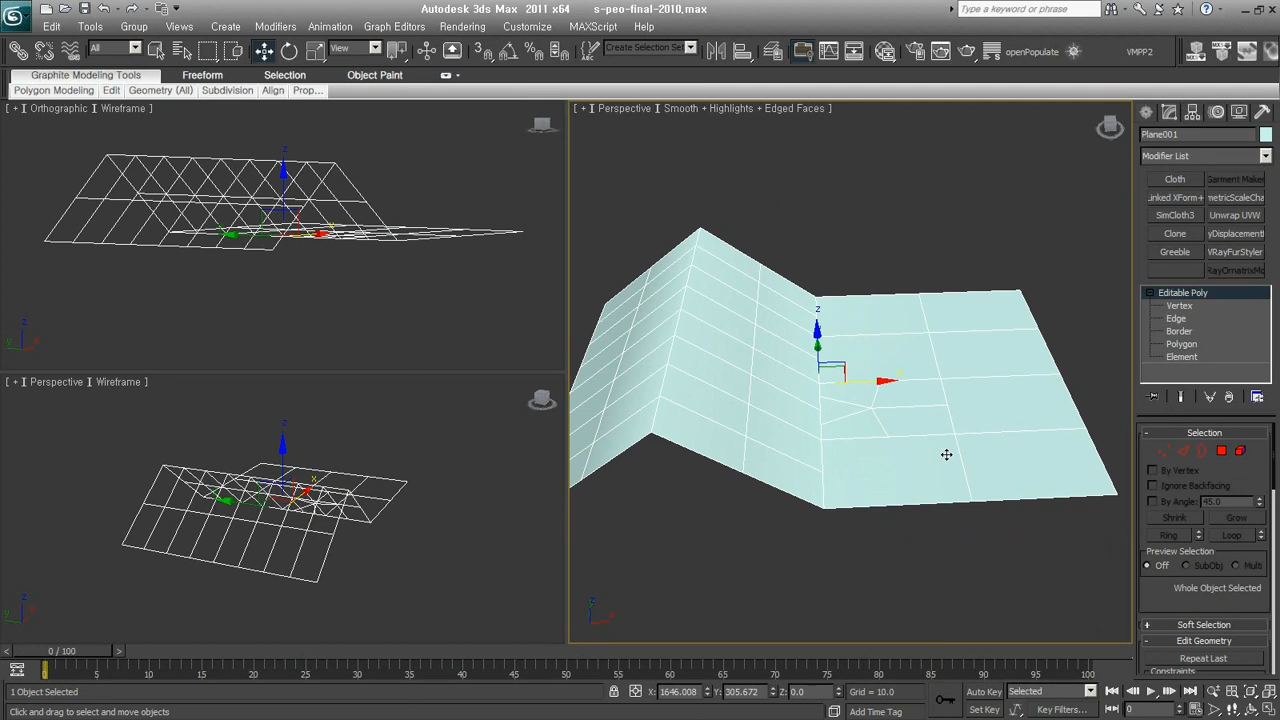 Autodesk 3ds Max 2011 x64 s-peo-final-2010.max
Type a keyword or phrase
Edit Tools Group Views Create Modifiers Animation Graph Editors Rendering Customize MAXScript Help
All View Create Selection Set openPopulate VMPP2
Graphite Modeling Tools Freeform Selection Object Paint
Polygon Modeling Edit Geometry (All) Subdivision Align Prop...
[ + ] Orthographic ] Wireframe ]
[ + ] Perspective ] Smooth + Highlights + Edged Faces ]
Plane001
Modifier List
Cloth Garment Maker
Linked XForm+ metricScaleCha
SimCloth3 Unwrap UVW
Clone yDisplacement
Greeble VRayFurStyler
Editable Poly
Vertex
Edge
Border
Polygon
Element
[ + ] Perspective ] Wireframe ]
Selection
By Vertex
Ignore Backfacing
By Angle: 45.0
Shrink Grow
Ring Loop
Preview Selection
Off SubObj Multi
Whole Object Selected
Soft Selection
Edit Geometry
Repeat Last
Constraints
0 / 100
0 5 10 15 20 25 30 35 40 45 50 55 60 65 70 75 80 85 90 95 100
1 Object Selected X: 1646.008 Y: 305.672 Z: 0.0 Grid = 10.0 Auto Key Selected
Click and drag to select and move objects Add Time Tag Set Key Key Filters... 0